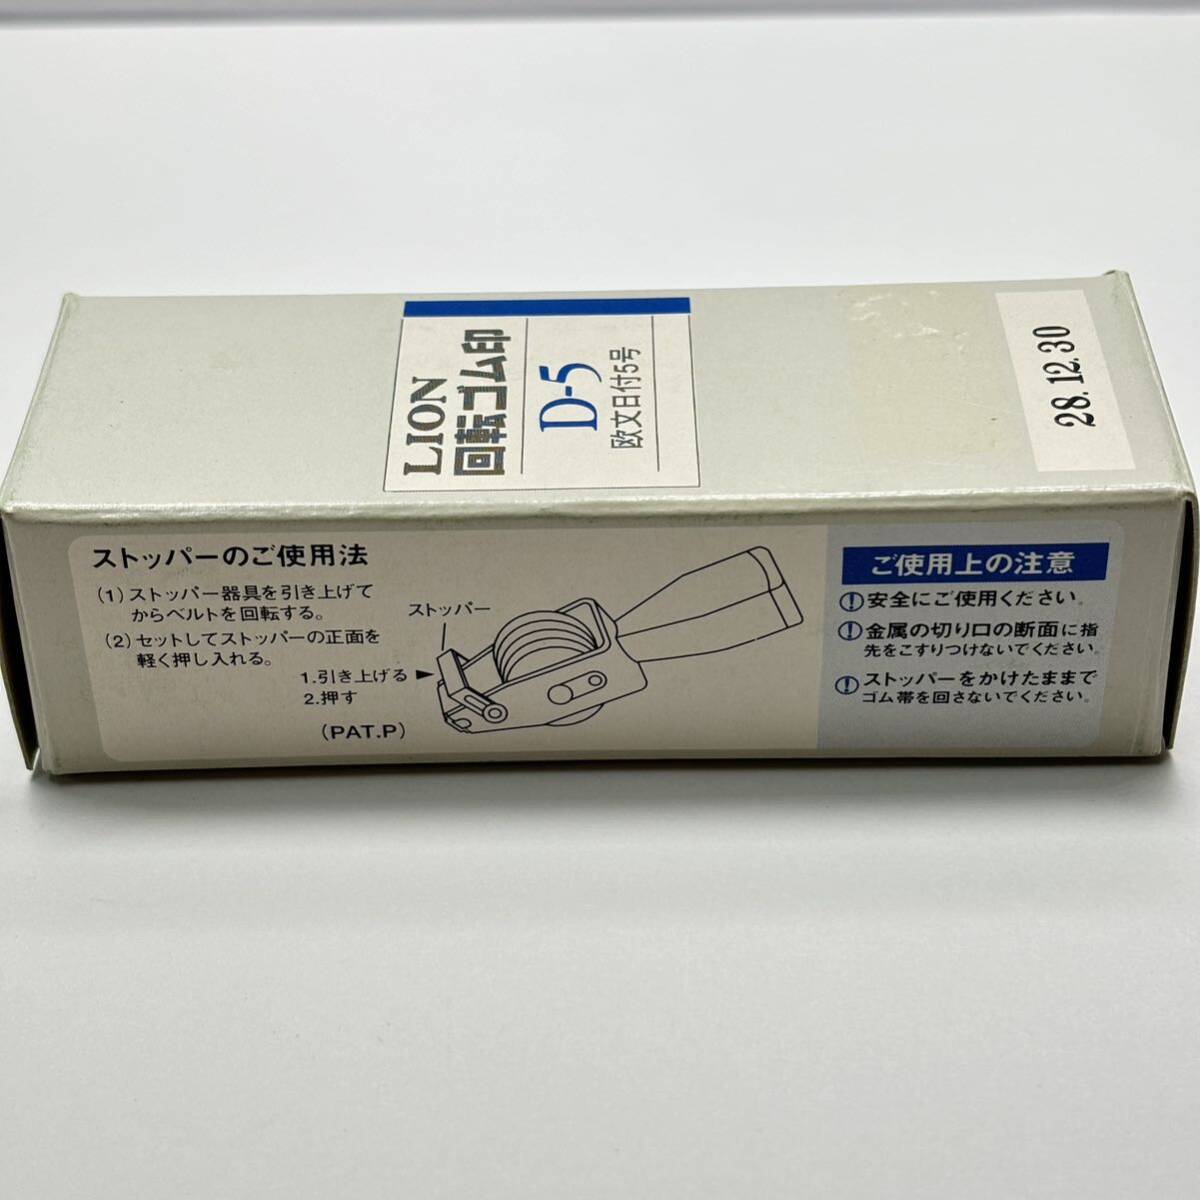 LION
回転ゴム印
D-5
欧文日付5号
28.12.30
ストッパーのご使用法
(1)ストッパー器具を引き上げて
からベルトを回転する。
(2)セットしてストッパーの正面を
軽く押し入れる。
ストッパー
1.引き上げる
2.押す
(PAT.P)
ご使用上の注意
安全にご使用ください。
金属の切り口の断面に指
先をこすりつけないでください。
ストッパーをかけたままで
ゴム帯を回さないでください。